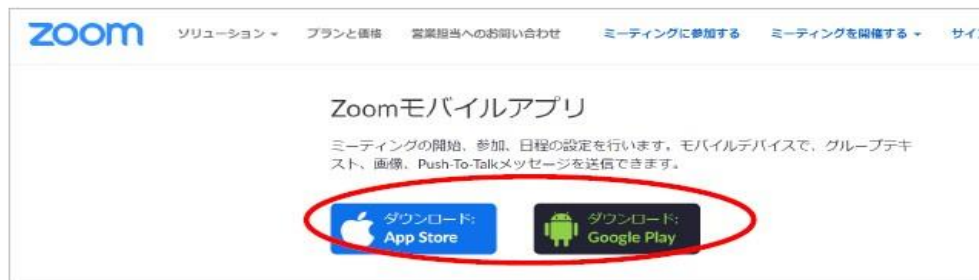 zoom ソリューション プランと価格 営業担当へのお問い合わせ ミーティングに参加する ミーティングを開催する サイ
Zoomモバイルアプリ
ミーティングの開始、参加、日程の設定を行います。モバイルデバイスで、グループテキ
スト、画像、Push-To-Talkメッセージを送信できます。
ダウンロード: ダウンロード:
App Store Google Play